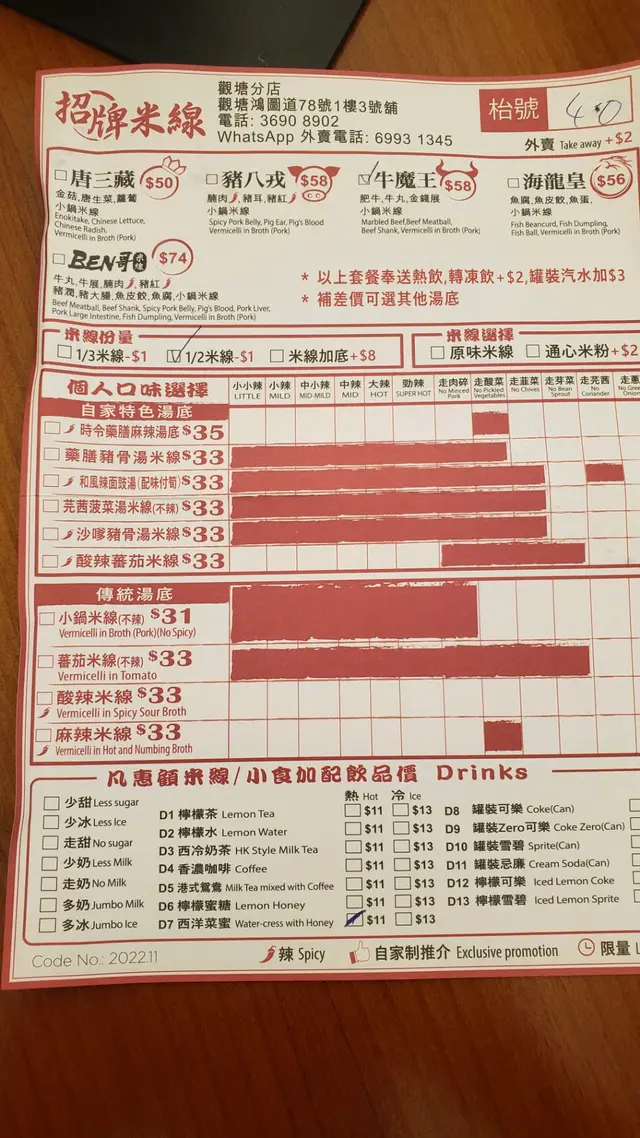 招牌米線
觀塘分店
觀塘鴻圖道78號1樓3號舖
電話: 3690 8902
WhatsApp 外賣電話: 6993 1345
枱號 40
外賣 Take away +$2
唐三藏 $50
金菇,唐生菜,蘿蔔
小鍋米線
Enokitake, Chinese Lettuce,
Chinese Radish,
Vermicelli in Broth (Pork)
豬八戎 $58
腩肉,豬耳,豬紅
小鍋米線
Spicy Pork Belly, Pig Ear, Pig's Blood
Vermicelli in Broth (Pork)
牛魔王 $58
肥牛,牛丸,金錢展
小鍋米線
Marbled Beef,Beef Meatball,
Beef Shank, Vermicelli in Broth (Pork)
海龍皇 $56
魚腐,魚皮餃,魚蛋,
小鍋米線
Fish Beancurd, Fish Dumpling,
Fish Ball, Vermicelli in Broth (Pork)
BEN哥 $74
牛丸,牛展,腩肉,豬紅
豬潤,豬大腸,魚皮餃,魚腐,小鍋米線
Beef Meatball, Beef Shank, Spicy Pork Belly, Pig's Blood, Pork Liver,
Pork Large Intestine, Fish Dumpling, Vermicelli in Broth (Pork)
* 以上套餐奉送熱飲,轉凍飲+$2,罐裝汽水加$3
* 補差價可選其他湯底
米線份量
1/3米線-$1 1/2米線-$1 米線加底+$8
米線選擇
原味米線 通心米粉+$2
個人口味選擇
小小辣 LITTLE
小辣 MILD
中小辣 MID-MILD
中辣 MID
大辣 HOT
勁辣 SUPER HOT
走肉碎 No Minced Pork
走酸菜 No Pickled Vegetables
走韮菜 No Chives
走芽菜 No Bean Sprout
走芫茜 No Coriander
走蔥 No Green Onion
自家特色湯底
時令藥膳麻辣湯底 $35
藥膳豬骨湯米線 $33
和風辣面豉湯(配味付筍) $33
芫茜菠菜湯米線(不辣) $33
沙嗲豬骨湯米線 $33
酸辣蕃茄米線 $33
傳統湯底
小鍋米線(不辣) $31
Vermicelli in Broth (Pork)(No Spicy)
蕃茄米線(不辣) $33
Vermicelli in Tomato
酸辣米線 $33
Vermicelli in Spicy Sour Broth
麻辣米線 $33
Vermicelli in Hot and Numbing Broth
凡惠顧米線/小食加配飲品價 Drinks
熱 Hot 冷 Ice
少甜 Less sugar
少冰 Less Ice
走甜 No sugar
少奶 Less Milk
走奶 No Milk
多奶 Jumbo Milk
多冰 Jumbo Ice
D1 檸檬茶 Lemon Tea $11 $13
D2 檸檬水 Lemon Water $11 $13
D3 西冷奶茶 HK Style Milk Tea $11 $13
D4 香濃咖啡 Coffee $11 $13
D5 港式鴛鴦 Milk Tea mixed with Coffee $11 $13
D6 檸檬蜜糖 Lemon Honey $11 $13
D7 西洋菜蜜 Water-cress with Honey $11 $13
D8 罐裝可樂 Coke(Can)
D9 罐裝Zero可樂 Coke Zero(Can)
D10 罐裝雪碧 Sprite(Can)
D11 罐裝忌廉 Cream Soda(Can)
D12 檸檬可樂 Iced Lemon Coke
D13 檸檬雪碧 Iced Lemon Sprite
Code No.: 2022.11
辣 Spicy
自家制推介 Exclusive promotion
限量 L